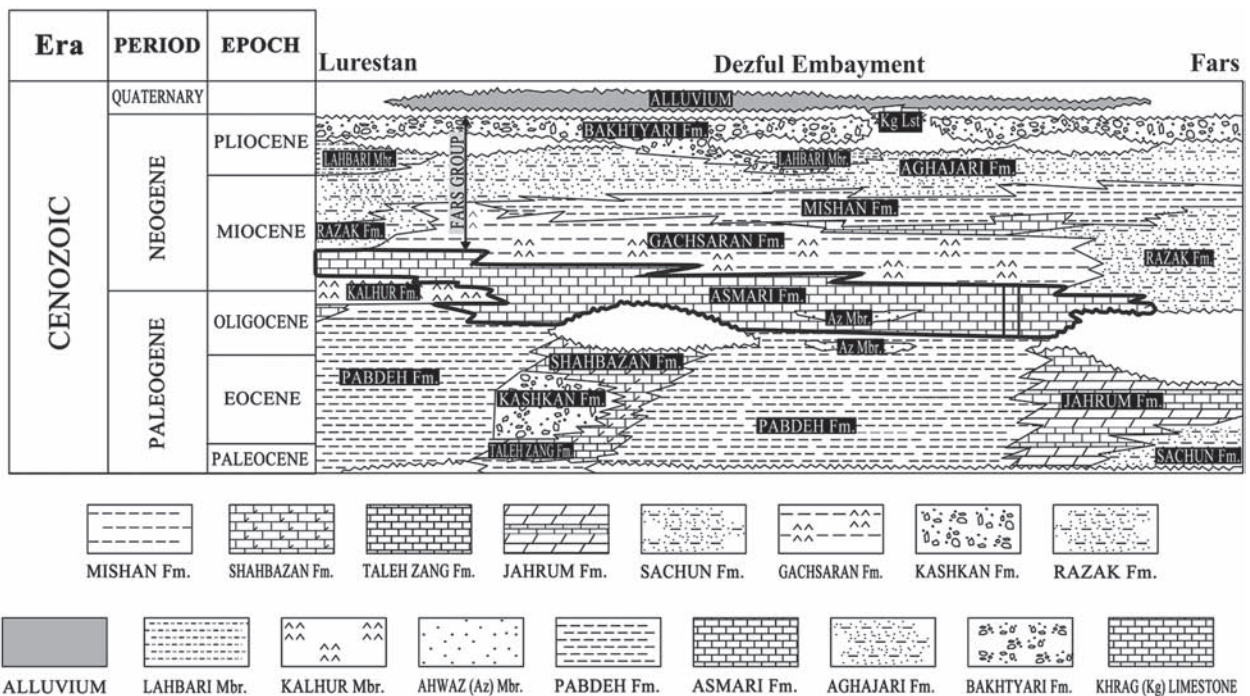 Era PERIOD EPOCH
Lurestan Dezful Embayment Fars
CENOZOIC
QUATERNARY
NEOGENE
PALEOGENE
PLIOCENE
MIOCENE
OLIGOCENE
EOCENE
PALEOCENE
ALLUVIUM
Kg Lst
BAKHTYARI Fm.
FARS GROUP
LAHBARI Mbr.
LAHBARI Mbr.
AGHAJARI Fm.
MISHAN Fm.
RAZAK Fm.
GACHSARAN Fm.
RAZAK Fm.
KALHUR Fm.
ASMARI Fm.
Az Mbr.
Az Mbr.
SHAHBAZAN Fm.
PABDEH Fm.
KASHKAN Fm.
JAHRUM Fm.
PABDEH Fm.
TALEH ZANG Fm.
SACHUN Fm.
MISHAN Fm. SHAHBAZAN Fm. TALEH ZANG Fm. JAHRUM Fm. SACHUN Fm. GACHSARAN Fm. KASHKAN Fm. RAZAK Fm.
ALLUVIUM LAHBARI Mbr. KALHUR Mbr. AHWAZ (Az) Mbr. PABDEH Fm. ASMARI Fm. AGHAJARI Fm. BAKHTYARI Fm. KHRAG (Kg) LIMESTONE